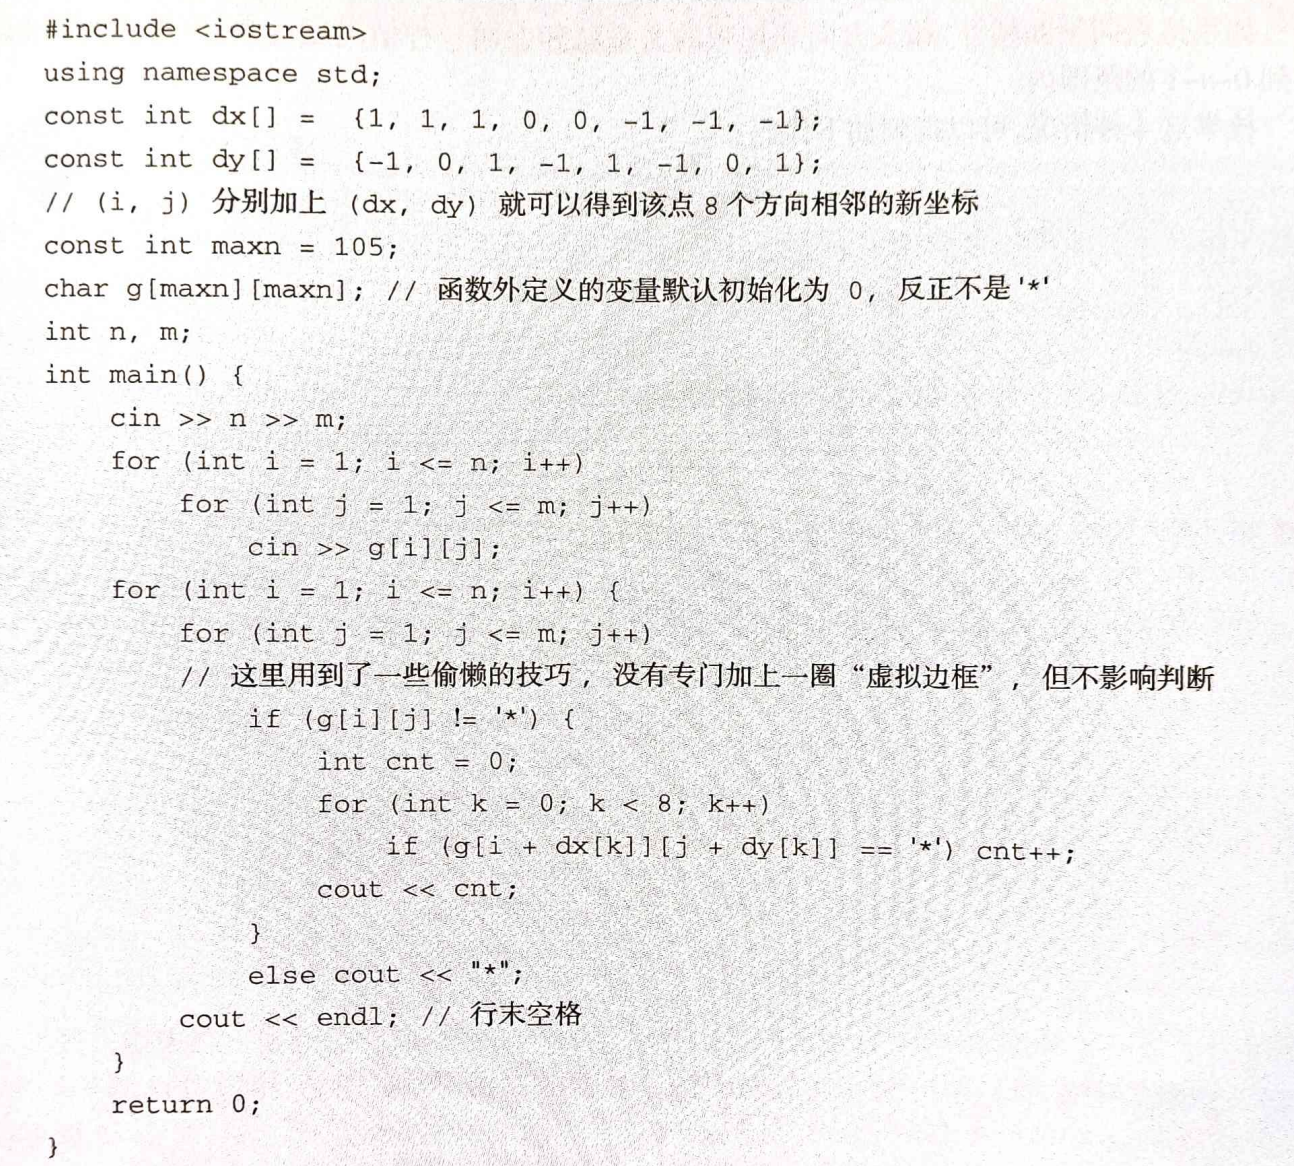 #include <iostream>
using namespace std;
const int dx[] =  {1, 1, 1, 0, 0, -1, -1, -1};
const int dy[] =  {-1, 0, 1, -1, 1, -1, 0, 1};
// (i, j) 分别加上 (dx, dy) 就可以得到该点 8 个方向相邻的新坐标
const int maxn = 105;
char g[maxn][maxn]; // 函数外定义的变量默认初始化为 0, 反正不是'*'
int n, m;
int main() {
    cin >> n >> m;
    for (int i = 1; i <= n; i++)
        for (int j = 1; j <= m; j++)
            cin >> g[i][j];
    for (int i = 1; i <= n; i++) {
        for (int j = 1; j <= m; j++)
        // 这里用到了一些偷懒的技巧，没有专门加上一圈“虚拟边框”，但不影响判断
            if (g[i][j] != '*') {
                int cnt = 0;
                for (int k = 0; k < 8; k++)
                    if (g[i + dx[k]][j + dy[k]] == '*') cnt++;
                cout << cnt;
            }
            else cout << "*";
        cout << endl; // 行末空格
    }
    return 0;
}